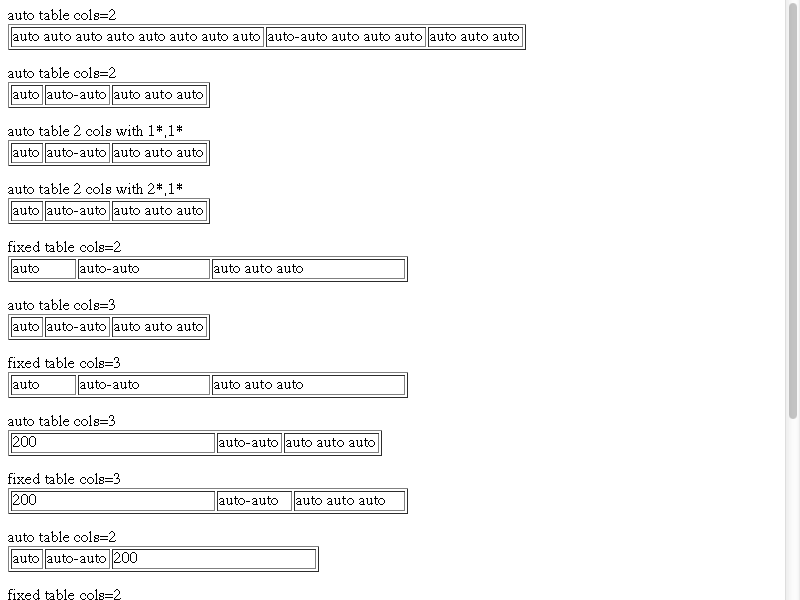 auto table cols=2
auto auto auto auto auto auto auto auto auto-auto auto auto auto auto auto auto
auto table cols=2
auto auto-auto auto auto auto
auto table 2 cols with 1*,1*
auto auto-auto auto auto auto
auto table 2 cols with 2*,1*
auto auto-auto auto auto auto
fixed table cols=2
auto auto-auto auto auto auto
auto table cols=3
auto auto-auto auto auto auto
fixed table cols=3
auto auto-auto auto auto auto
auto table cols=3
200 auto-auto auto auto auto
fixed table cols=3
200 auto-auto auto auto auto
auto table cols=2
auto auto-auto 200
fixed table cols=2